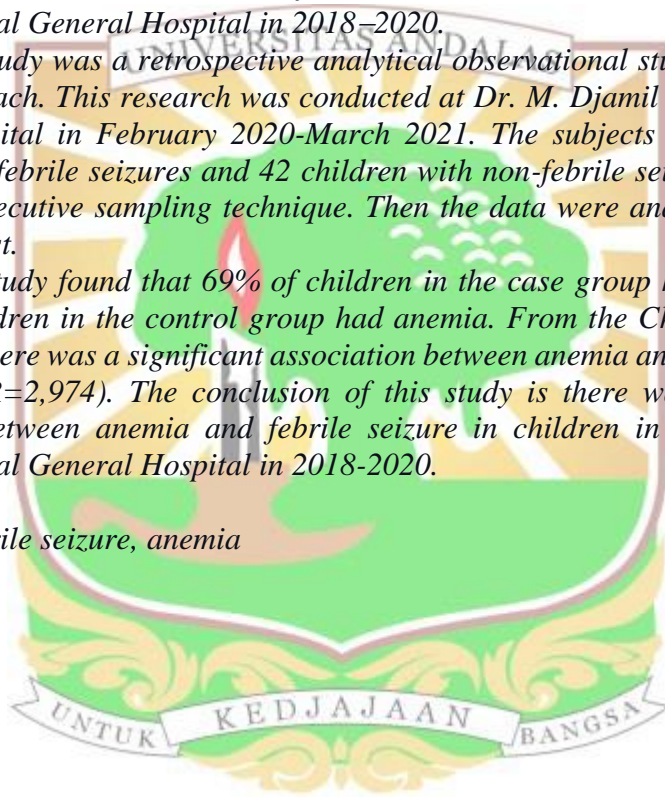 al General Hospital in 2018–2020.
UNIVERSITAS ANDALAS
udy was a retrospective analytical observational stu
ach. This research was conducted at Dr. M. Djamil
ital in February 2020-March 2021. The subjects
febrile seizures and 42 children with non-febrile sei
ecutive sampling technique. Then the data were and
t.
tudy found that 69% of children in the case group h
dren in the control group had anemia. From the Ch
ere was a significant association between anemia an
R=2,974). The conclusion of this study is there wa
etween anemia and febrile seizure in children in
al General Hospital in 2018-2020.
rile seizure, anemia
UNTUK KEDJAJAAN BANGSA